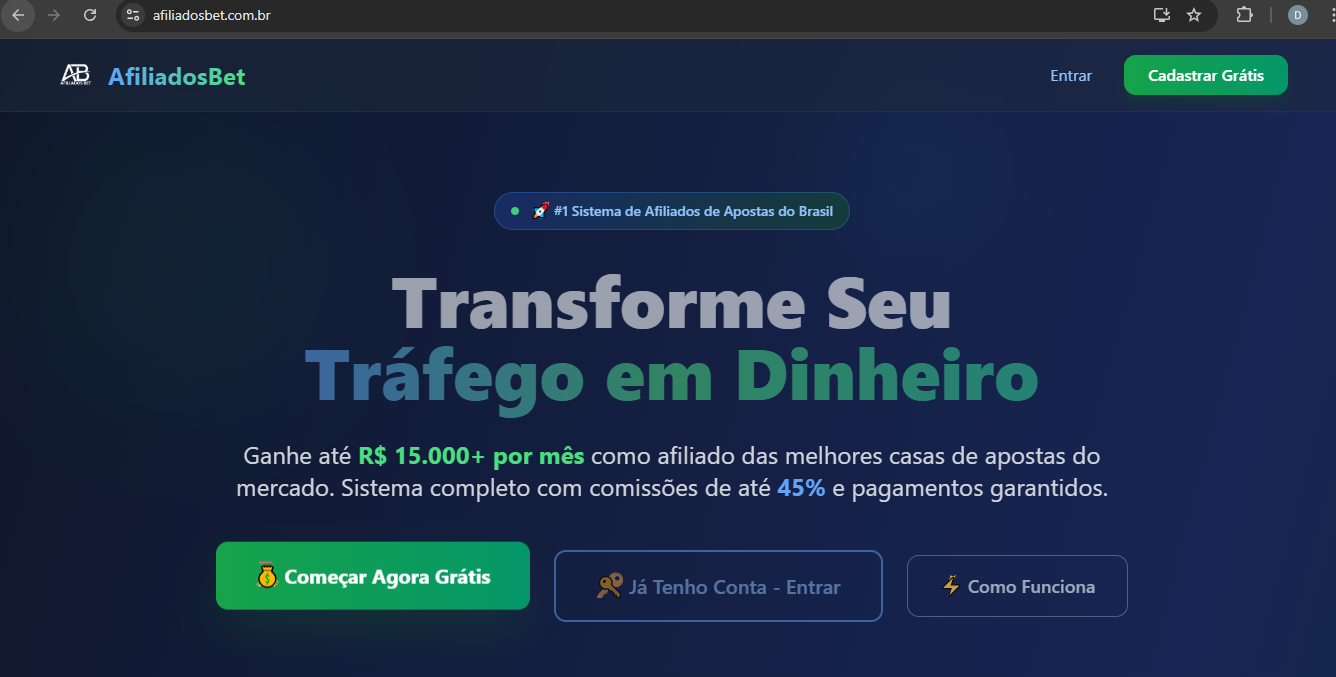 afiliadosbet.com.br
D
AB
AFILIADOS BET
AfiliadosBet
Entrar
Cadastrar Grátis
🚀 #1 Sistema de Afiliados de Apostas do Brasil
Transforme Seu
Tráfego em Dinheiro
Ganhe até R$ 15.000+ por mês como afiliado das melhores casas de apostas do
mercado. Sistema completo com comissões de até 45% e pagamentos garantidos.
💰 Começar Agora Grátis
🔑 Já Tenho Conta - Entrar
⚡ Como Funciona